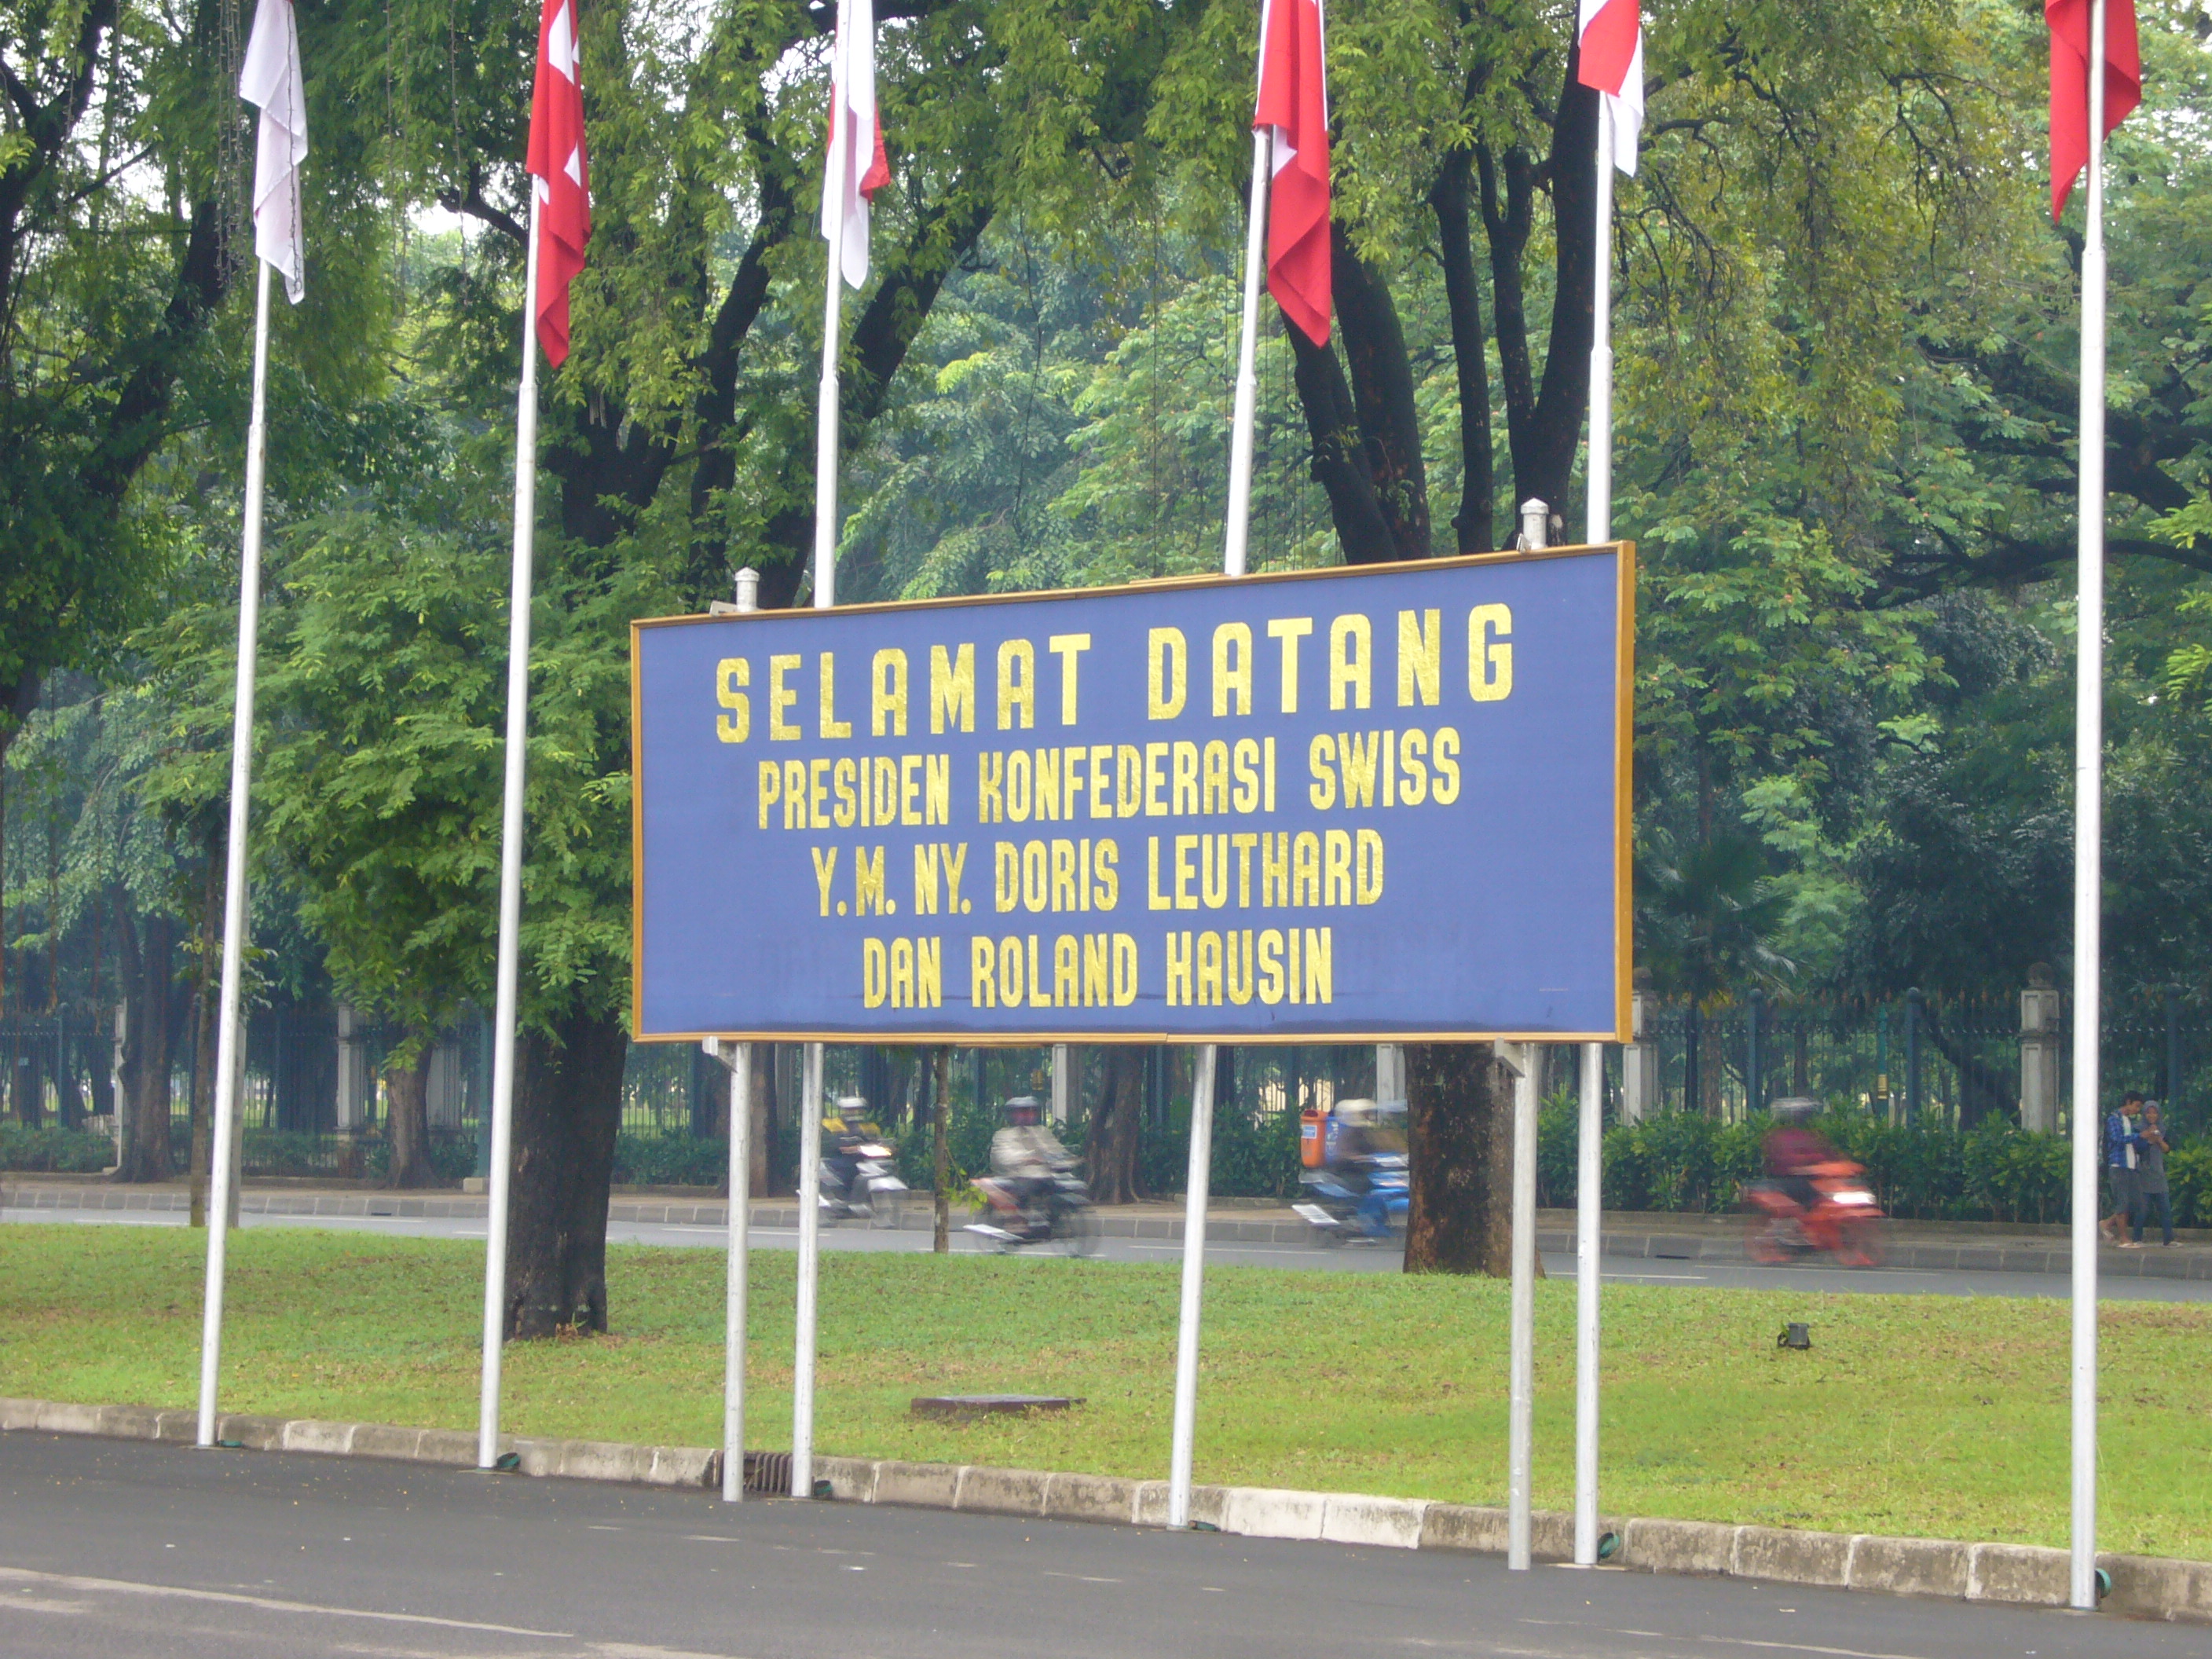 SELAMAT DATANG
PRESIDEN KONFEDERASI SWISS
Y.M. NY. DORIS LEUTHARD
DAN ROLAND HAUSIN